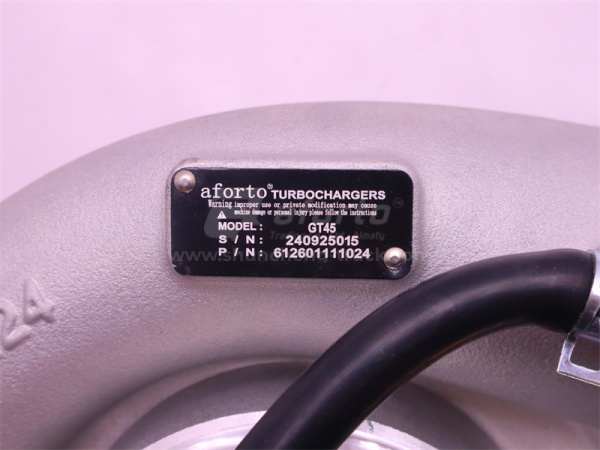 aforto® TURBOCHARGERS
Warning improper use or private modification may cause
machine damage or personal injury please follow the instructions
MODEL: GT45
S / N: 240925015
P / N: 612601111024
24